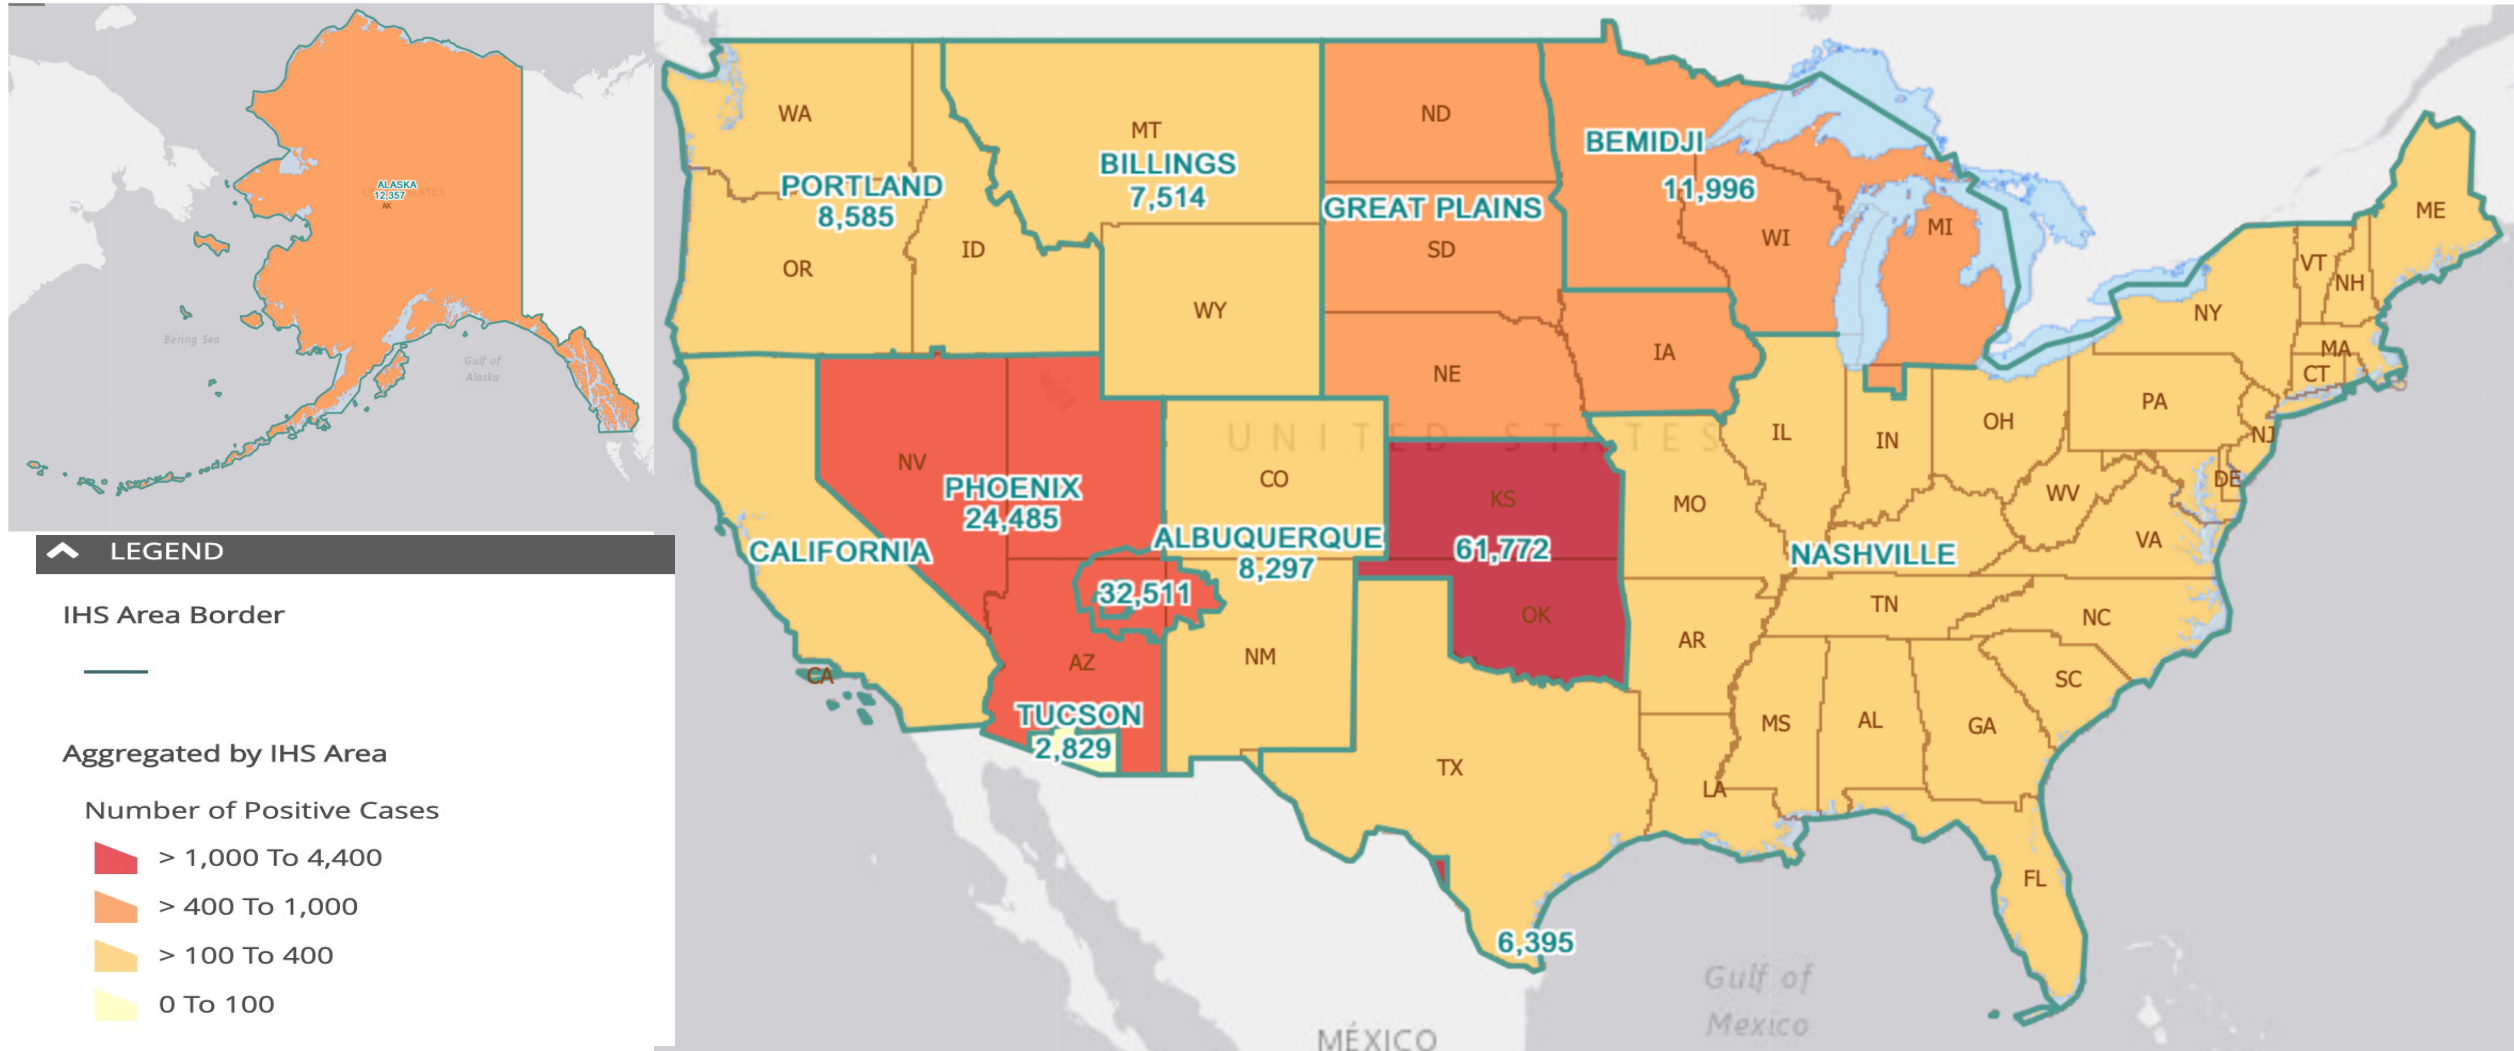 ALASKA
12,357
AK
Bering Sea
Gulf of
Alaska
LEGEND
IHS Area Border
Aggregated by IHS Area
Number of Positive Cases
> 1,000 To 4,400
> 400 To 1,000
> 100 To 400
0 To 100
WA
MT
ND
BEMIDJI
11,996
BILLINGS
7,514
PORTLAND
8,585
GREAT PLAINS
OR
ID
SD
WI
MI
ME
VT
NH
NY
WY
IA
NE
MA
CT
PA
NJ
OH
IL
IN
UNITED STATES
NV
CO
KS
MO
WV
DE
VA
PHOENIX
24,485
CALIFORNIA
ALBUQUERQUE
8,297
61,772
NASHVILLE
32,511
OK
TN
NC
AR
AZ
NM
CA
SC
TUCSON
2,829
MS
AL
GA
TX
LA
FL
6,395
Gulf of
Mexico
MÉXICO